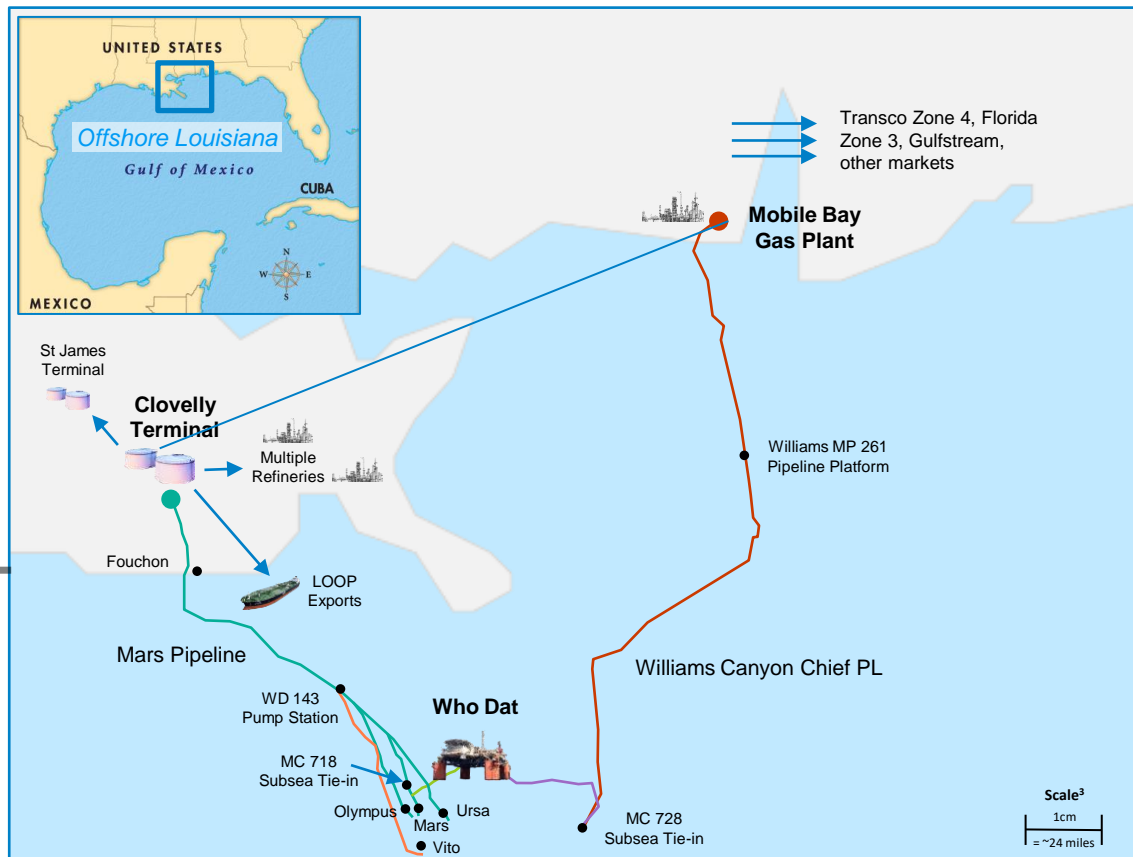 UNITED STATES
Offshore Louisiana
Gulf of Mexico
CUBA
N
W
E
S
MEXICO
Transco Zone 4, Florida
Zone 3, Gulfstream,
other markets
Mobile Bay
Gas Plant
St James
Terminal
Clovelly
Terminal
Multiple
Refineries
Williams MP 261
Pipeline Platform
Fouchon
LOOP
Exports
Mars Pipeline
Williams Canyon Chief PL
WD 143
Pump Station
Who Dat
MC 718
Subsea Tie-in
Olympus
Mars
Ursa
Vito
MC 728
Subsea Tie-in
Scale³
1cm
= ~24 miles